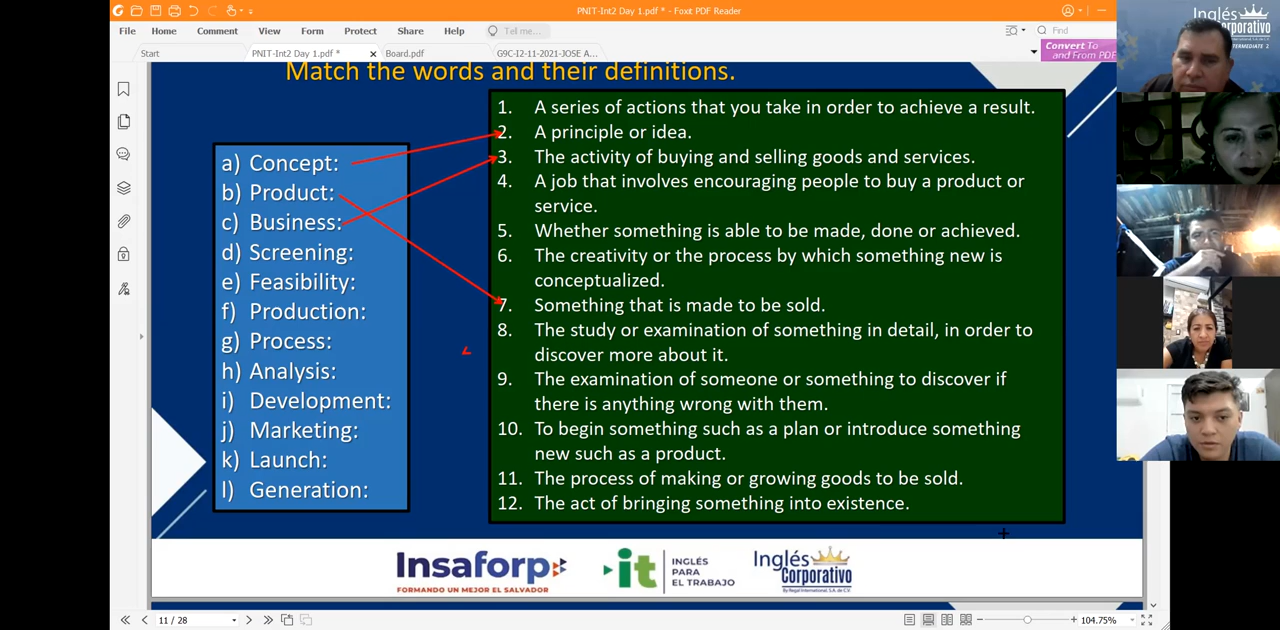 PNIT-Int2 Day 1.pdf * - Foxit PDF Reader
File Home Comment View Form Protect Share Help Tell me... Find
Start PNIT-Int2 Day 1.pdf * Board.pdf G9C-I2-11-2021-JOSE A...
Convert To
and From PDF
Inglés
Corporativo
INTERMEDIATE 2
Match the words and their definitions.
a) Concept:
b) Product:
c) Business:
d) Screening:
e) Feasibility:
f) Production:
g) Process:
h) Analysis:
i) Development:
j) Marketing:
k) Launch:
l) Generation:
1. A series of actions that you take in order to achieve a result.
2. A principle or idea.
3. The activity of buying and selling goods and services.
4. A job that involves encouraging people to buy a product or
service.
5. Whether something is able to be made, done or achieved.
6. The creativity or the process by which something new is
conceptualized.
7. Something that is made to be sold.
8. The study or examination of something in detail, in order to
discover more about it.
9. The examination of someone or something to discover if
there is anything wrong with them.
10. To begin something such as a plan or introduce something
new such as a product.
11. The process of making or growing goods to be sold.
12. The act of bringing something into existence.
Insaforp
FORMANDO UN MEJOR EL SALVADOR
it
INGLÉS
PARA
EL TRABAJO
Inglés
Corporativo
By Regal International, S.A. de C.V.
11 / 28
104.75%